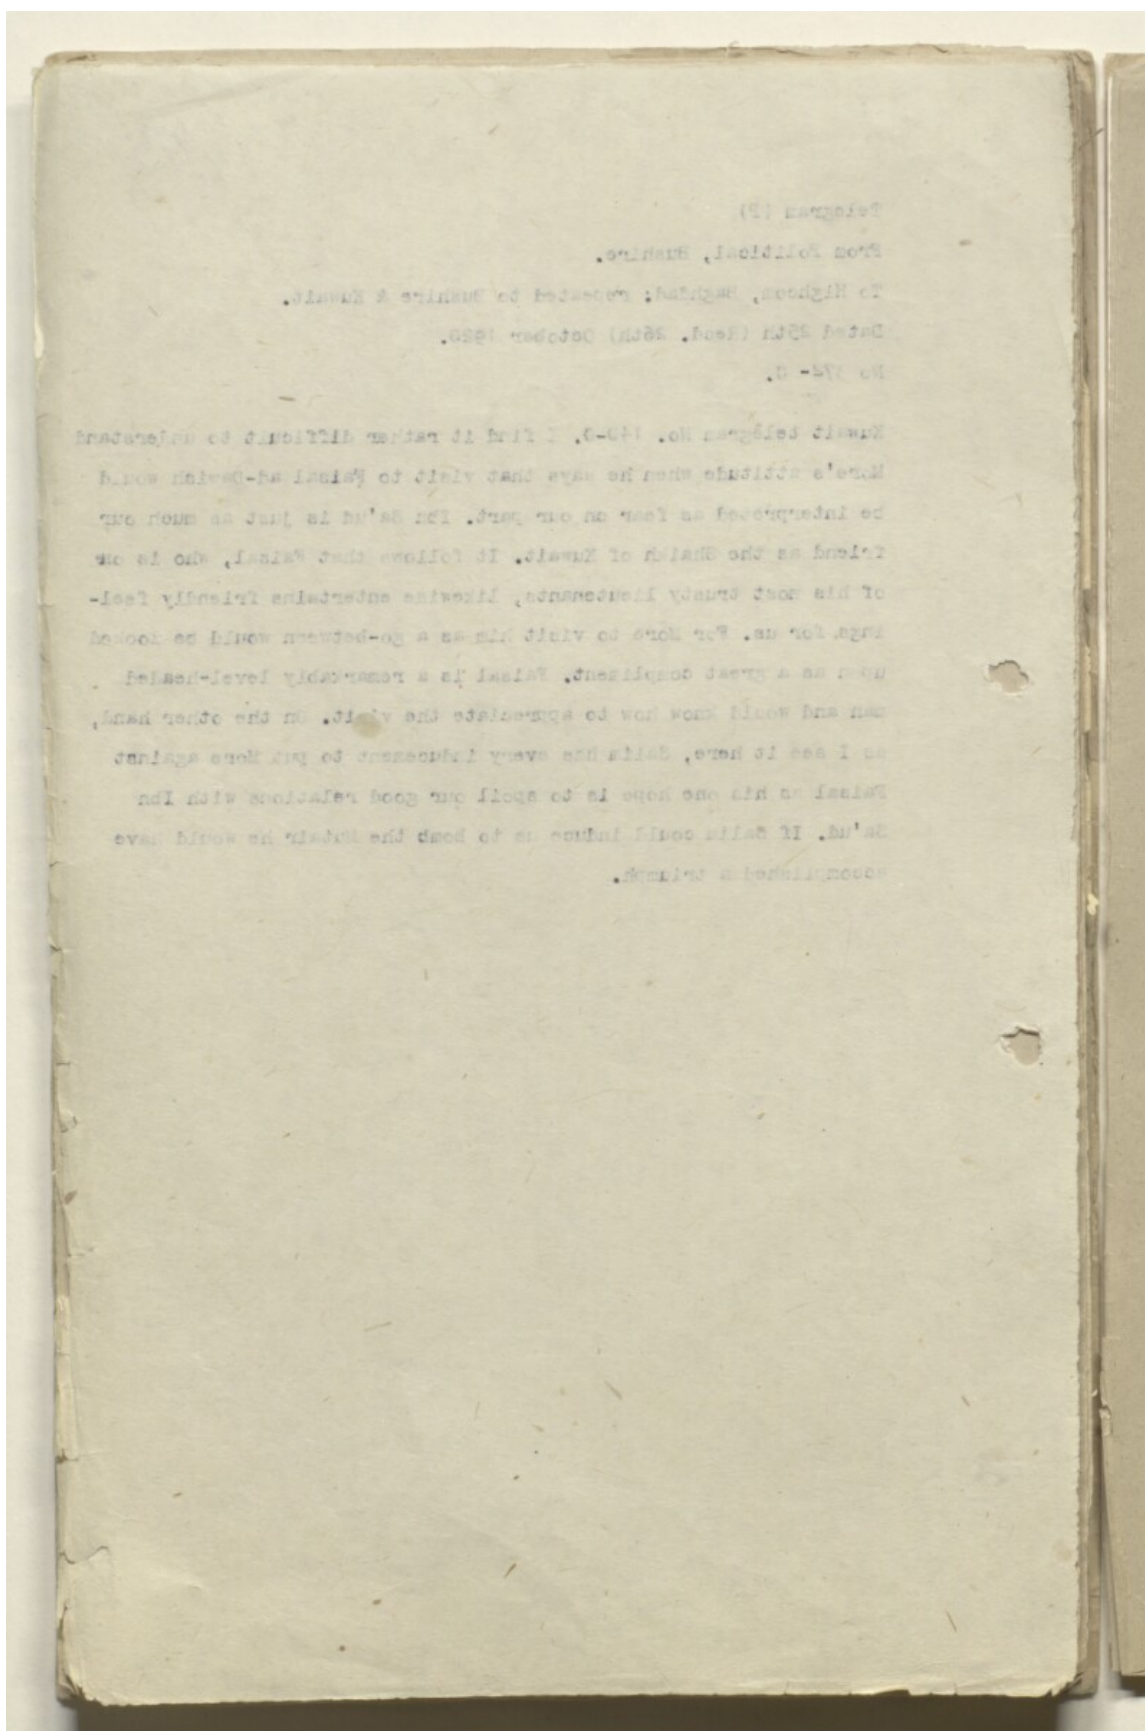 Telegram (P)
From Political, Bushire.
To Highcom, Baghdad; repeated to Bushire & Kuwait.
Dated 25th (Recd. 26th) October 1920.
No 372- C.
Kuwait telegram No. 140-C. I find it rather difficult to understand
More's attitude when he says that visit to Faisal ad-Dawish would
be interpreted as fear on our part. Ibn Sa'ud is just as much our
friend as the Shaikh of Kuwait. It follows that Faisal, who is one
of his most trusty lieutenants, likewise entertains friendly feel-
ings for us. For More to visit him as a go-between would be looked
upon as a great compliment. Faisal is a remarkably level-headed
man and would know how to appreciate the visit. On the other hand,
as I see it here, Salim has every inducement to put More against
Faisal as his one hope is to spoil our good relations with Ibn
Sa'ud. If Salim could induce us to bomb the Mutair he would have
accomplished a triumph.